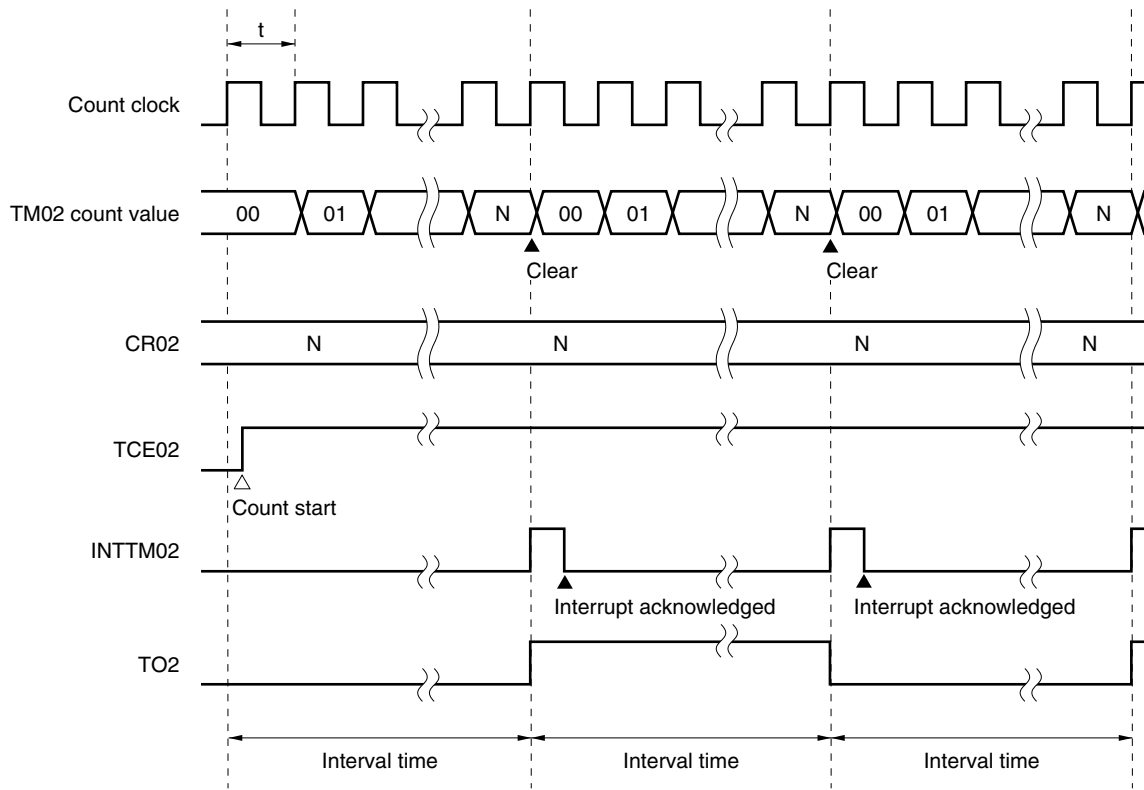 t
Count clock
TM02 count value
00 01 N 00 01 N 00 01 N
Clear Clear
CR02
N N N N
TCE02
Count start
INTTM02
Interrupt acknowledged Interrupt acknowledged
TO2
Interval time Interval time Interval time